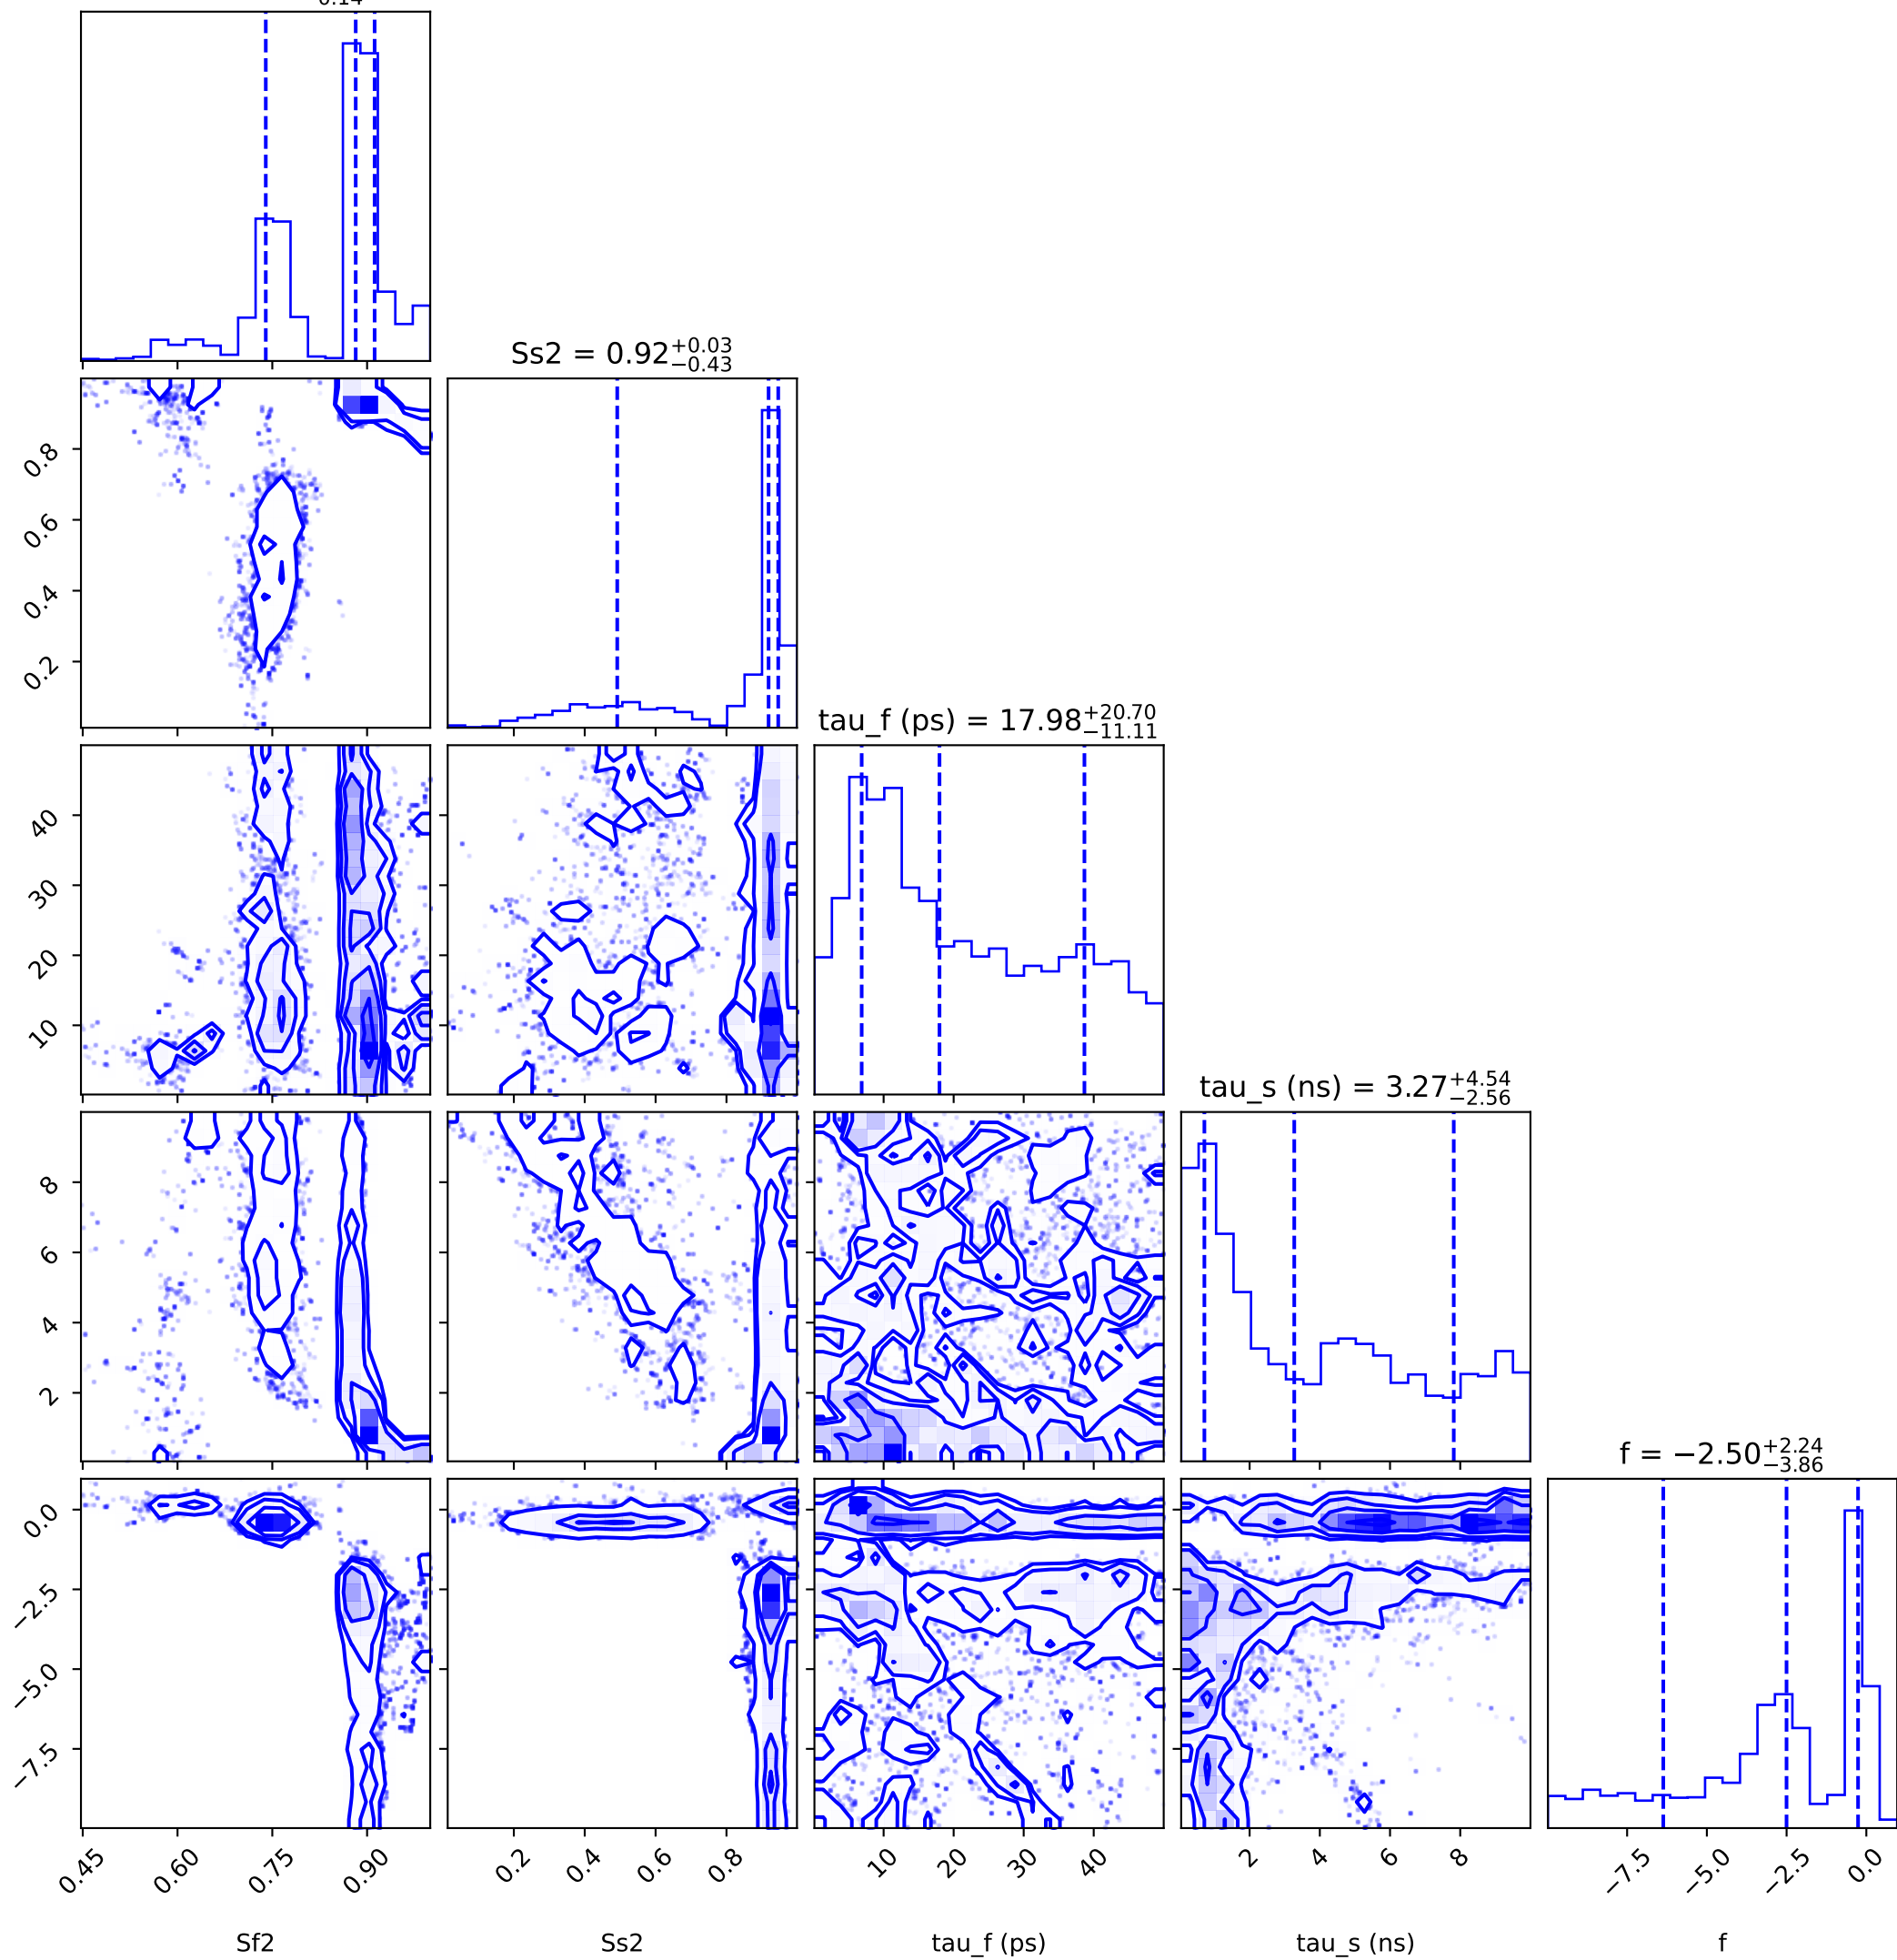 Ss2 = 0.92 +0.03 −0.43
0.8
0.6
0.4
0.2
tau_f (ps) = 17.98 +20.70 −11.11
40
30
20
10
tau_s (ns) = 3.27 +4.54 −2.56
8
6
4
2
f = −2.50 +2.24 −3.86
0.0
−2.5
−5.0
−7.5
0.45 0.60 0.75 0.90 0.2 0.4 0.6 0.8 10 20 30 40 2 4 6 8 −7.5 −5.0 −2.5 0.0
Sf2 Ss2 tau_f (ps) tau_s (ns) f